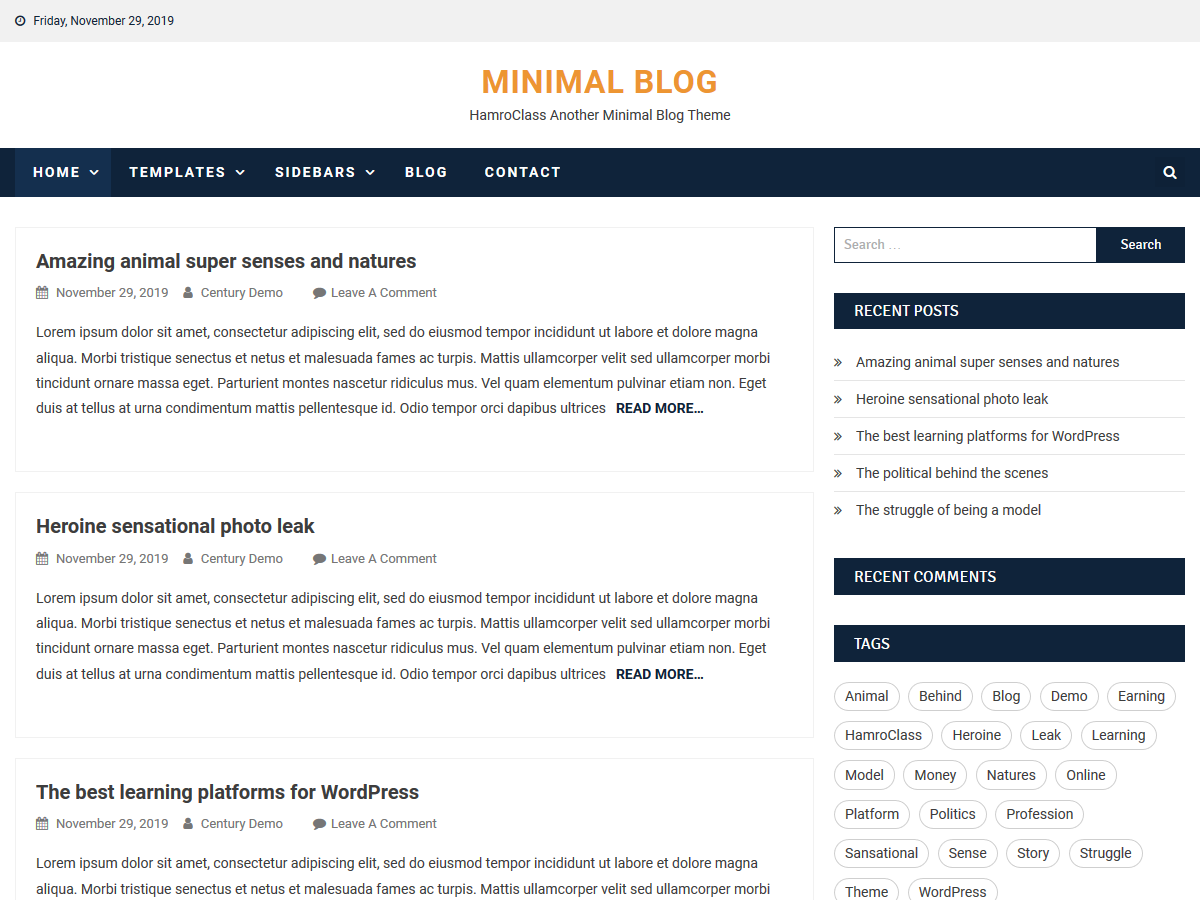 Friday, November 29, 2019
MINIMAL BLOG
HamroClass Another Minimal Blog Theme
HOME TEMPLATES SIDEBARS BLOG CONTACT
Amazing animal super senses and natures
November 29, 2019 Century Demo Leave A Comment
Lorem ipsum dolor sit amet, consectetur adipiscing elit, sed do eiusmod tempor incididunt ut labore et dolore magna
aliqua. Morbi tristique senectus et netus et malesuada fames ac turpis. Mattis ullamcorper velit sed ullamcorper morbi
tincidunt ornare massa eget. Parturient montes nascetur ridiculus mus. Vel quam elementum pulvinar etiam non. Eget
duis at tellus at urna condimentum mattis pellentesque id. Odio tempor orci dapibus ultrices READ MORE...
Heroine sensational photo leak
November 29, 2019 Century Demo Leave A Comment
Lorem ipsum dolor sit amet, consectetur adipiscing elit, sed do eiusmod tempor incididunt ut labore et dolore magna
aliqua. Morbi tristique senectus et netus et malesuada fames ac turpis. Mattis ullamcorper velit sed ullamcorper morbi
tincidunt ornare massa eget. Parturient montes nascetur ridiculus mus. Vel quam elementum pulvinar etiam non. Eget
duis at tellus at urna condimentum mattis pellentesque id. Odio tempor orci dapibus ultrices READ MORE...
The best learning platforms for WordPress
November 29, 2019 Century Demo Leave A Comment
Lorem ipsum dolor sit amet, consectetur adipiscing elit, sed do eiusmod tempor incididunt ut labore et dolore magna
aliqua. Morbi tristique senectus et netus et malesuada fames ac turpis. Mattis ullamcorper velit sed ullamcorper morbi
Search ... Search
RECENT POSTS
» Amazing animal super senses and natures
» Heroine sensational photo leak
» The best learning platforms for WordPress
» The political behind the scenes
» The struggle of being a model
RECENT COMMENTS
TAGS
Animal Behind Blog Demo Earning
HamroClass Heroine Leak Learning
Model Money Natures Online
Platform Politics Profession
Sansational Sense Story Struggle
Theme WordPress